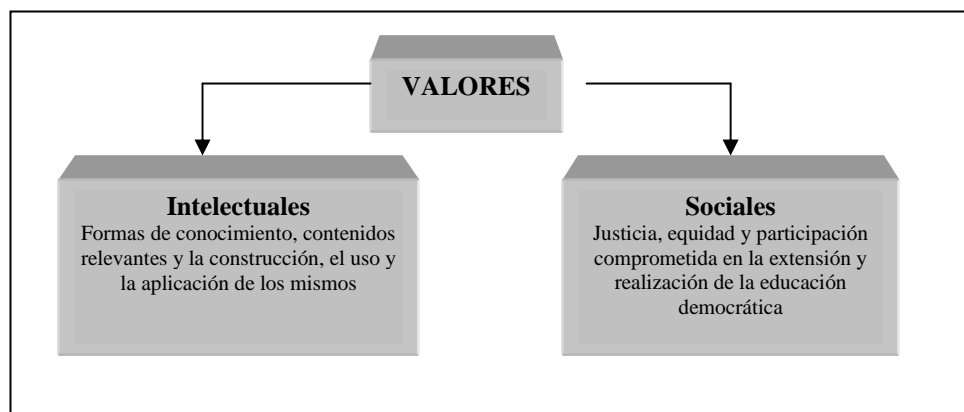 VALORES
Intelectuales
Formas de conocimiento, contenidos
relevantes y la construcción, el uso y
la aplicación de los mismos
Sociales
Justicia, equidad y participación
comprometida en la extensión y
realización de la educación
democrática